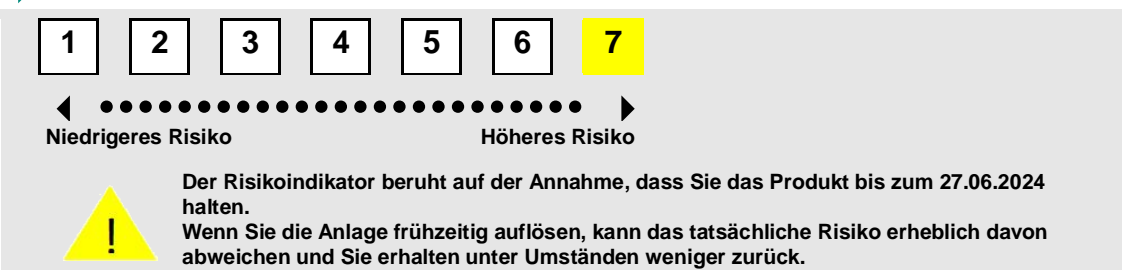 1 2 3 4 5 6 7
Niedrigeres Risiko Höheres Risiko
! Der Risikoindikator beruht auf der Annahme, dass Sie das Produkt bis zum 27.06.2024
halten.
Wenn Sie die Anlage frühzeitig auflösen, kann das tatsächliche Risiko erheblich davon
abweichen und Sie erhalten unter Umständen weniger zurück.